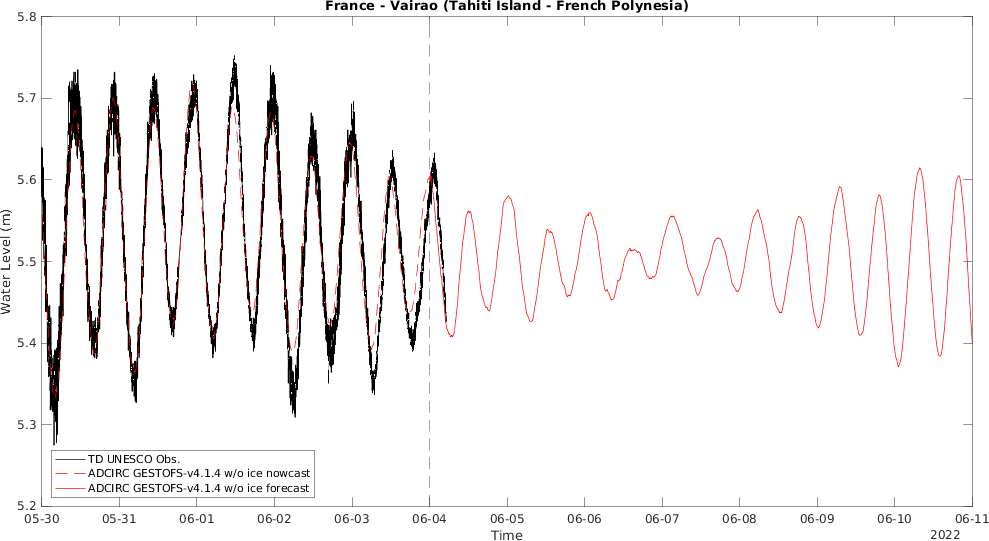 France - Vairao (Tahiti Island - French Polynesia)
5.8
5.7
5.6
5.5
5.4
5.3
5.2
Water Level (m)
TD UNESCO Obs.
ADCIRC GESTOFS-v4.1.4 w/o ice nowcast
ADCIRC GESTOFS-v4.1.4 w/o ice forecast
05-30 05-31 06-01 06-02 06-03 06-04 06-05 06-06 06-07 06-08 06-09 06-10 06-11
Time
2022